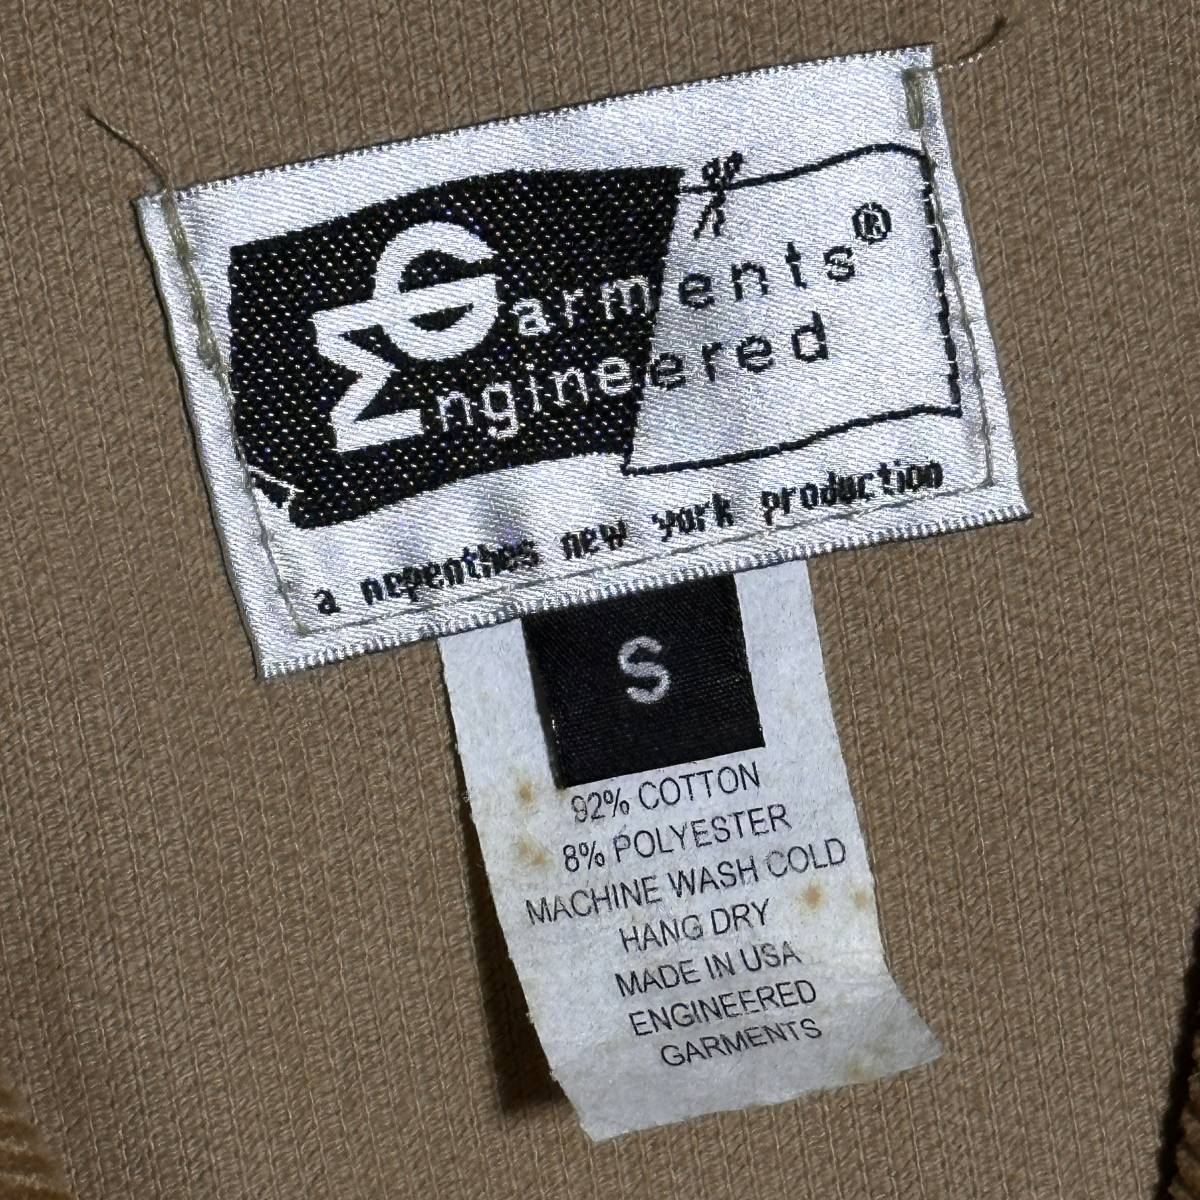 Garments®
Engineered
a nepenthes new york production
S
92% COTTON
8% POLYESTER
MACHINE WASH COLD
HANG DRY
MADE IN USA
ENGINEERED
GARMENTS